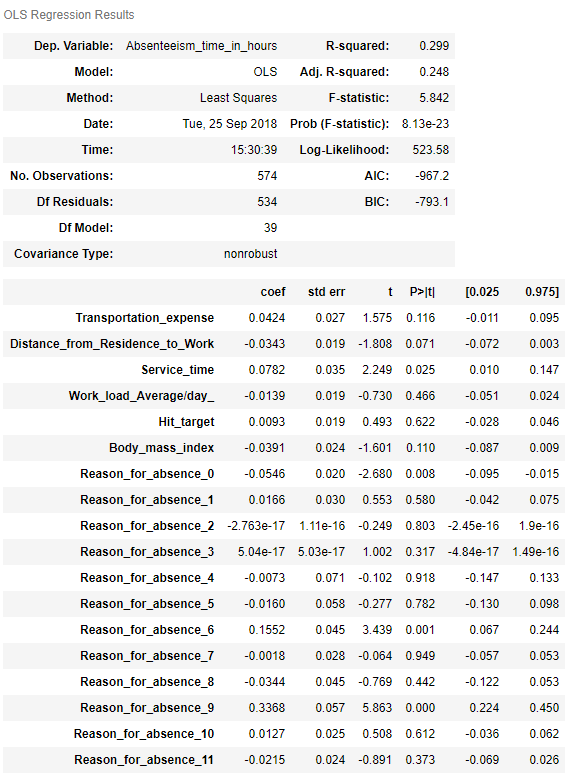 OLS Regression Results
Dep. Variable: Absenteeism_time_in_hours R-squared: 0.299
Model: OLS Adj. R-squared: 0.248
Method: Least Squares F-statistic: 5.842
Date: Tue, 25 Sep 2018 Prob (F-statistic): 8.13e-23
Time: 15:30:39 Log-Likelihood: 523.58
No. Observations: 574 AIC: -967.2
Df Residuals: 534 BIC: -793.1
Df Model: 39
Covariance Type: nonrobust
coef std err t P>|t| [0.025 0.975]
Transportation_expense 0.0424 0.027 1.575 0.116 -0.011 0.095
Distance_from_Residence_to_Work -0.0343 0.019 -1.808 0.071 -0.072 0.003
Service_time 0.0782 0.035 2.249 0.025 0.010 0.147
Work_load_Average/day_ -0.0139 0.019 -0.730 0.466 -0.051 0.024
Hit_target 0.0093 0.019 0.493 0.622 -0.028 0.046
Body_mass_index -0.0391 0.024 -1.601 0.110 -0.087 0.009
Reason_for_absence_0 -0.0546 0.020 -2.680 0.008 -0.095 -0.015
Reason_for_absence_1 0.0166 0.030 0.553 0.580 -0.042 0.075
Reason_for_absence_2 -2.763e-17 1.11e-16 -0.249 0.803 -2.45e-16 1.9e-16
Reason_for_absence_3 5.04e-17 5.03e-17 1.002 0.317 -4.84e-17 1.49e-16
Reason_for_absence_4 -0.0073 0.071 -0.102 0.918 -0.147 0.133
Reason_for_absence_5 -0.0160 0.058 -0.277 0.782 -0.130 0.098
Reason_for_absence_6 0.1552 0.045 3.439 0.001 0.067 0.244
Reason_for_absence_7 -0.0018 0.028 -0.064 0.949 -0.057 0.053
Reason_for_absence_8 -0.0344 0.045 -0.769 0.442 -0.122 0.053
Reason_for_absence_9 0.3368 0.057 5.863 0.000 0.224 0.450
Reason_for_absence_10 0.0127 0.025 0.508 0.612 -0.036 0.062
Reason_for_absence_11 -0.0215 0.024 -0.891 0.373 -0.069 0.026